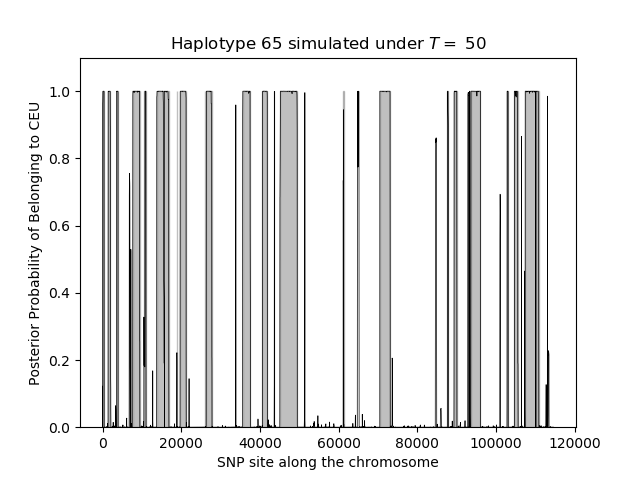 Haplotype 65 simulated under T = 50
Posterior Probability of Belonging to CEU
1.0
0.8
0.6
0.4
0.2
0.0
0 20000 40000 60000 80000 100000 120000
SNP site along the chromosome